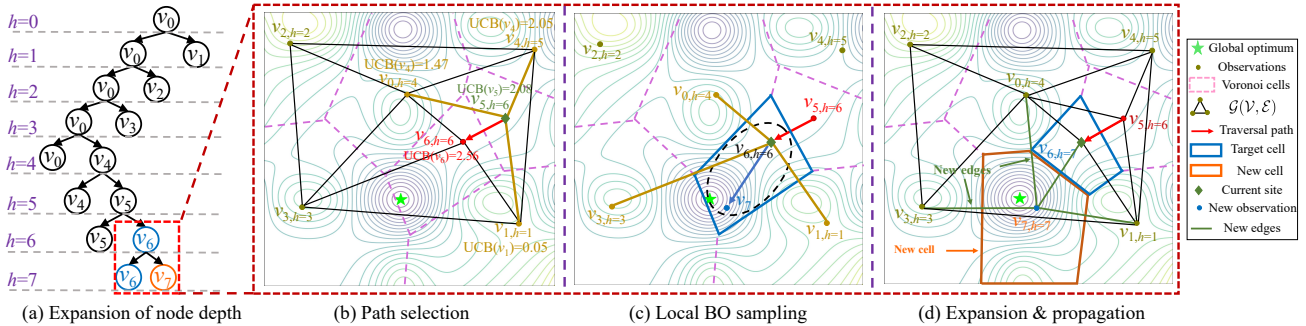 h=0
v0
h=1
v0
v1
h=2
v0
v2
h=3
v0
v3
h=4
v0
v4
h=5
v4
v5
h=6
v5
v6
h=7
v6
v7
(a) Expansion of node depth
v2,h=2
UCB(v4)=2.05
v4,h=5
UCB(v1)=1.47
v0,h=4
UCB(v5)=2.08
v5,h=6
v6,h=6
UCB(v6)=2.56
v3,h=3
v1,h=1
UCB(v1)=0.05
(b) Path selection
v2,h=2
v4,h=5
v0,h=4
v5,h=6
v6,h=6
v7
v3,h=3
v1,h=1
(c) Local BO sampling
v2,h=2
v4,h=5
v0,h=4
v5,h=6
v6,h=7
New edges
v3,h=3
v7,h=7
v1,h=1
New cell
(d) Expansion & propagation
Global optimum
Observations
Voronoi cells
𝒢(𝒱, ℰ)
Traversal path
Target cell
New cell
Current site
New observation
New edges